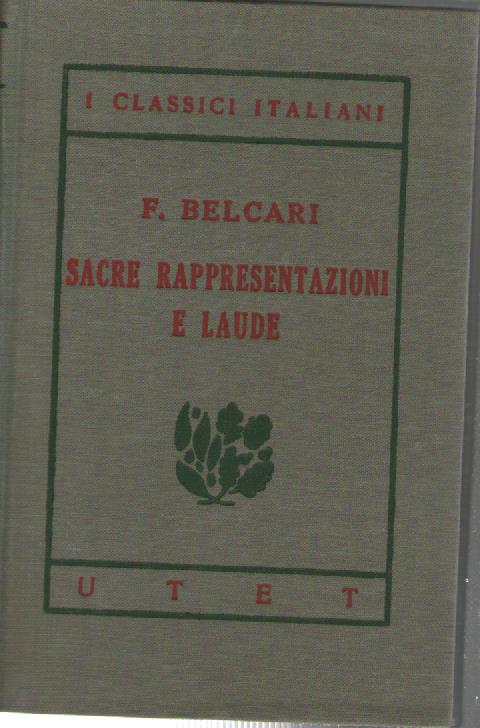 I CLASSICI ITALIANI
F. BELCARI
SACRE RAPPRESENTAZIONI
E LAUDE
U T E T